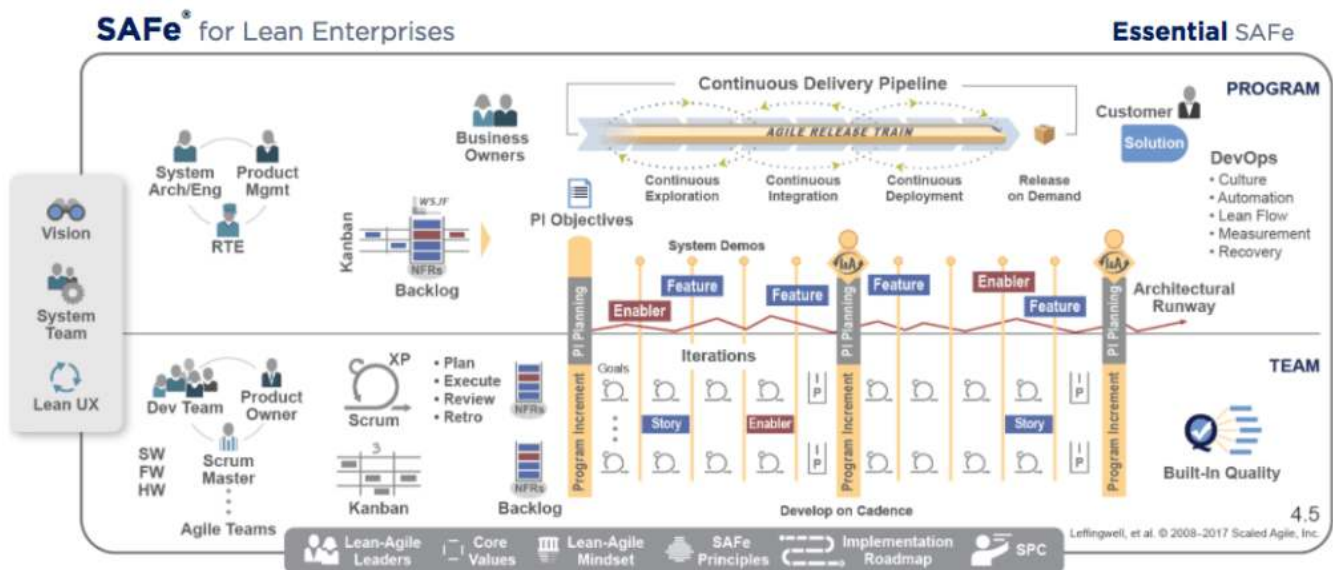 SAFe® for Lean Enterprises
Essential SAFe
Continuous Delivery Pipeline
PROGRAM
AGILE RELEASE TRAIN
Business
Owners
Customer
Solution
System
Arch/Eng
Product
Mgmt
RTE
Continuous
Exploration
Continuous
Integration
Continuous
Deployment
Release
on Demand
DevOps
• Culture
• Automation
• Lean Flow
• Measurement
• Recovery
Vision
System
Team
Lean UX
Kanban
WSJF
NFRs
Backlog
PI Objectives
System Demos
I&A
I&A
Enabler
Feature
Feature
Feature
Enabler
Feature
Architectural
Runway
PI Planning
PI Planning
PI Planning
TEAM
Dev Team
Product
Owner
Scrum
Master
SW
FW
HW
Agile Teams
XP
Scrum
• Plan
• Execute
• Review
• Retro
3
Kanban
NFRs
NFRs
Backlog
Program Increment
Program Increment
Program Increment
Iterations
Goals
I P
I P
Story
Enabler
Story
I P
I P
Develop on Cadence
Built-In Quality
4.5
Leffingwell, et al. © 2008–2017 Scaled Agile, Inc.
Lean-Agile
Leaders
Core
Values
Lean-Agile
Mindset
SAFe
Principles
Implementation
Roadmap
SPC